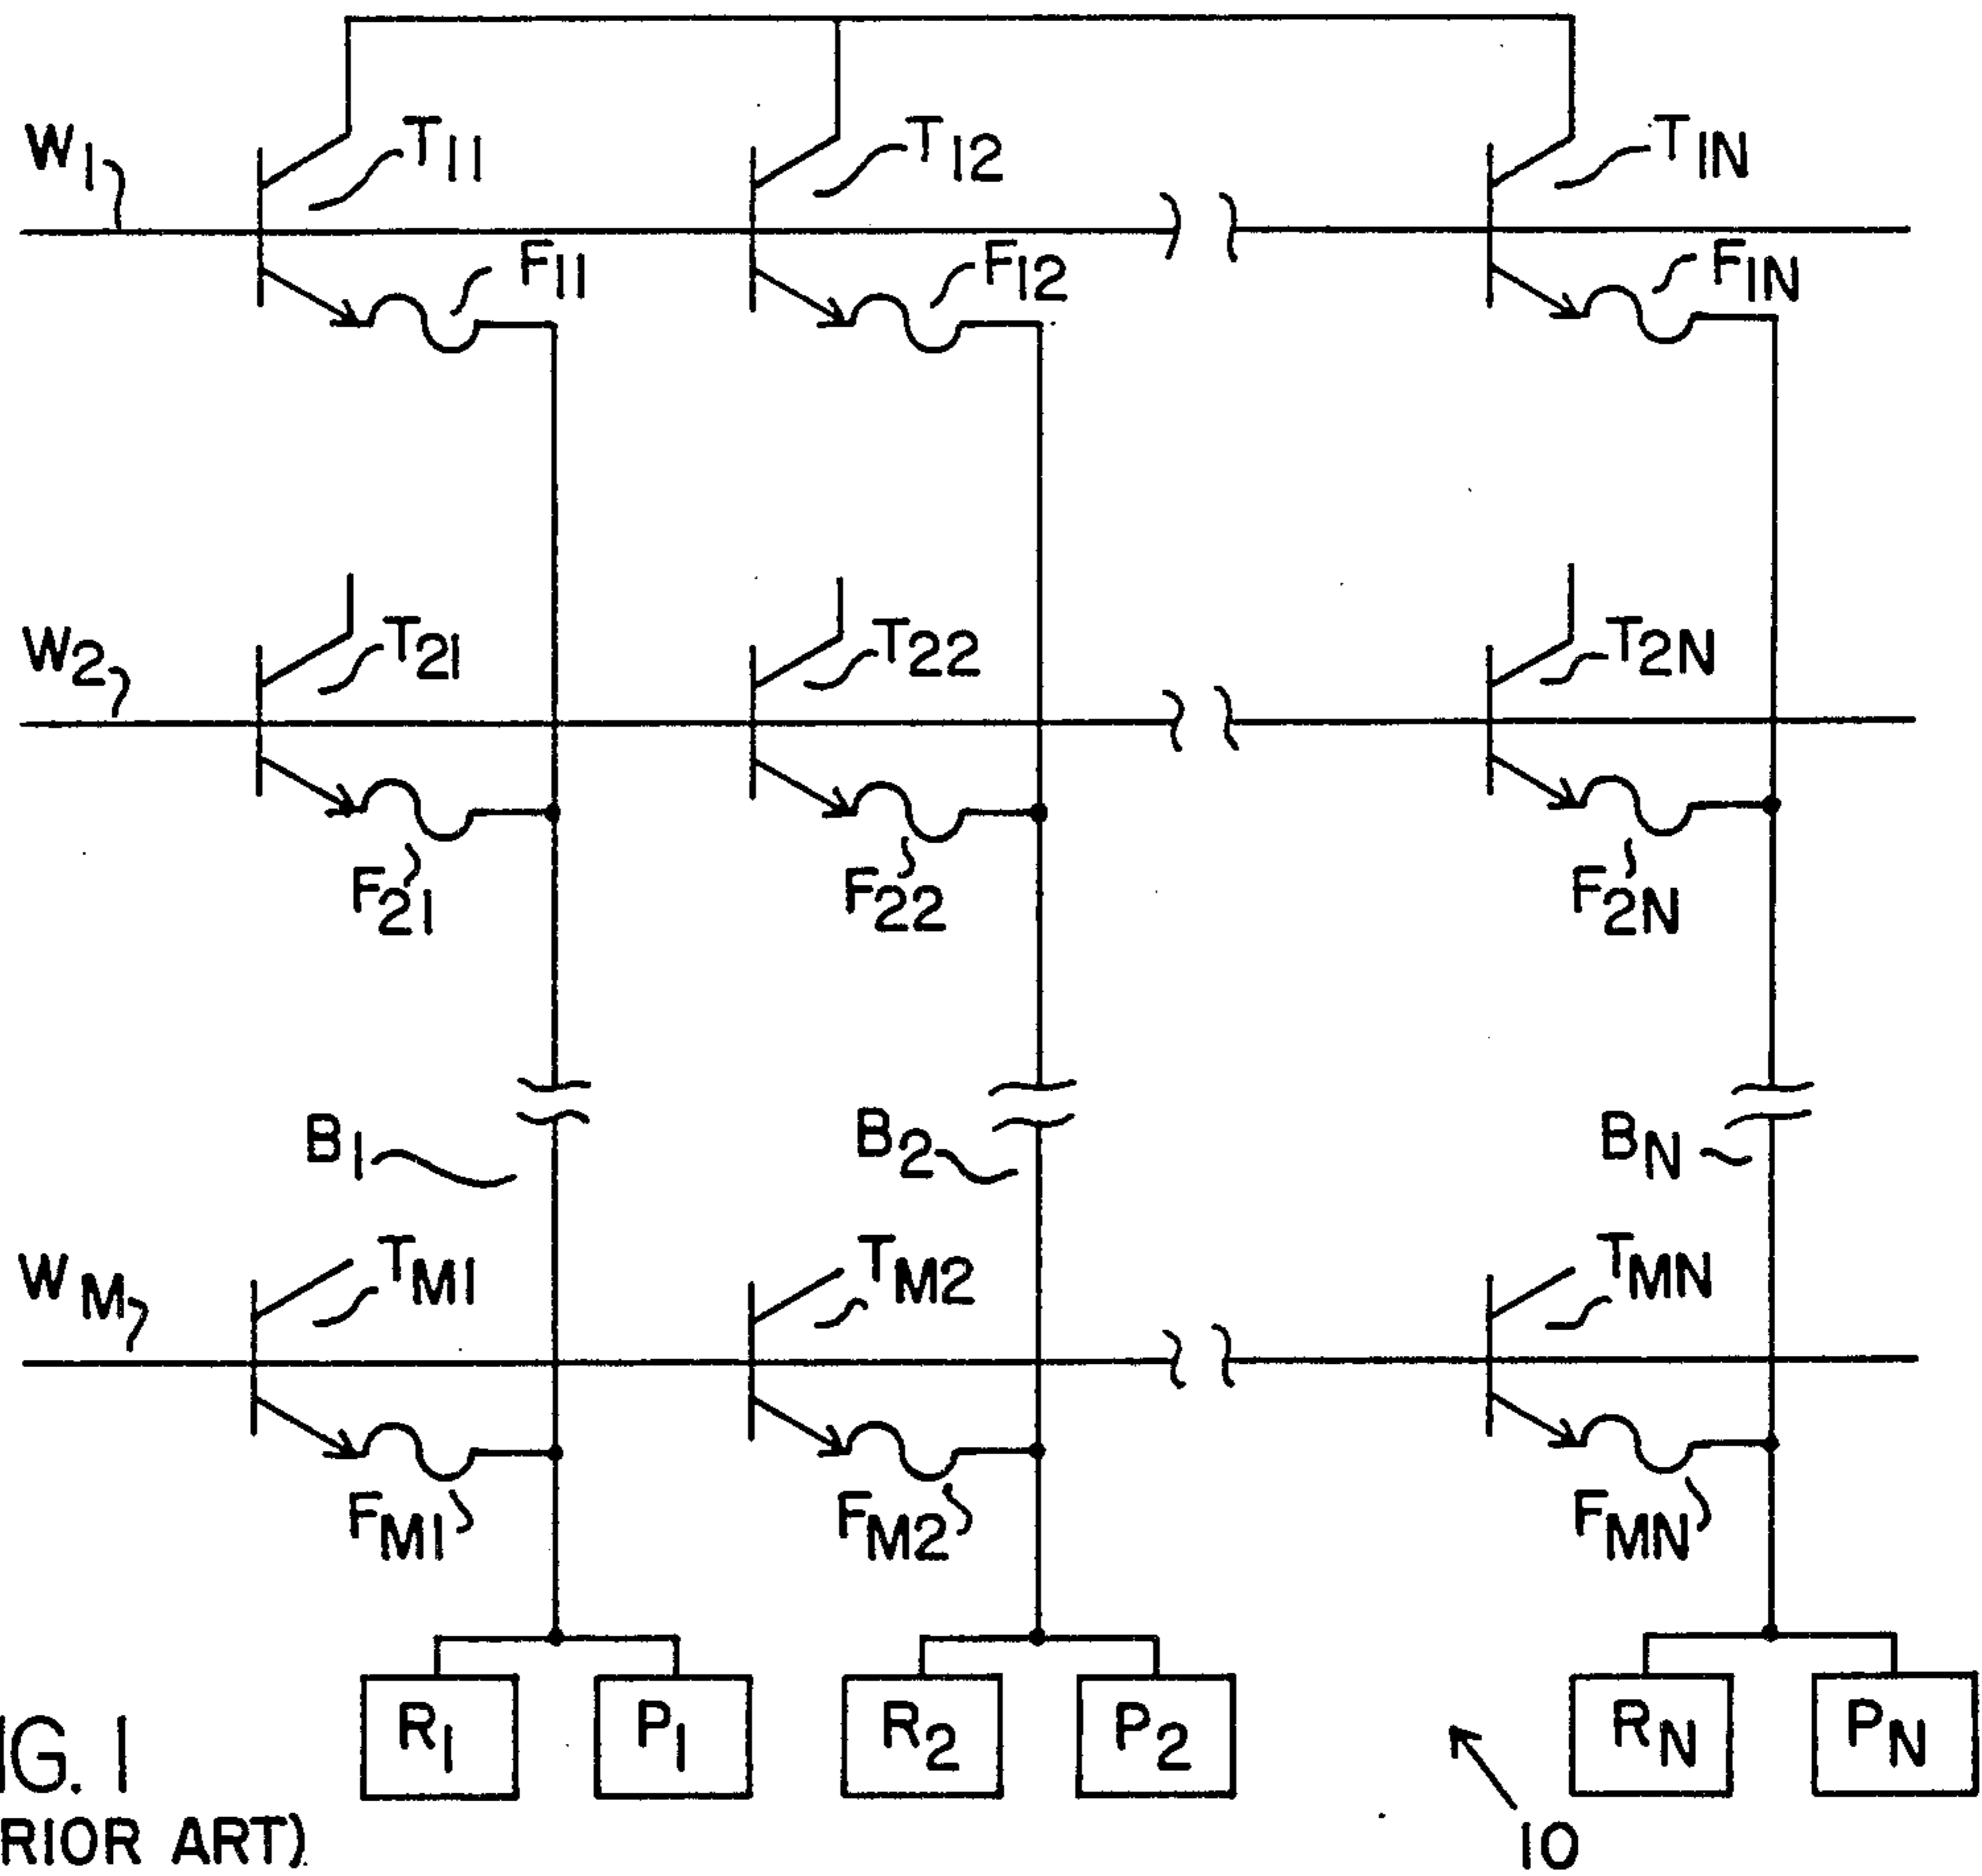 W1 T11 T12 T1N
F11 F12 F1N
W2 T21 T22 T2N
F21 F22 F2N
B1 B2 BN
WM TM1 TM2 TMN
FM1 FM2 FMN
R1 P1 R2 P2 RN PN
IG. 1
RIOR ART)
10